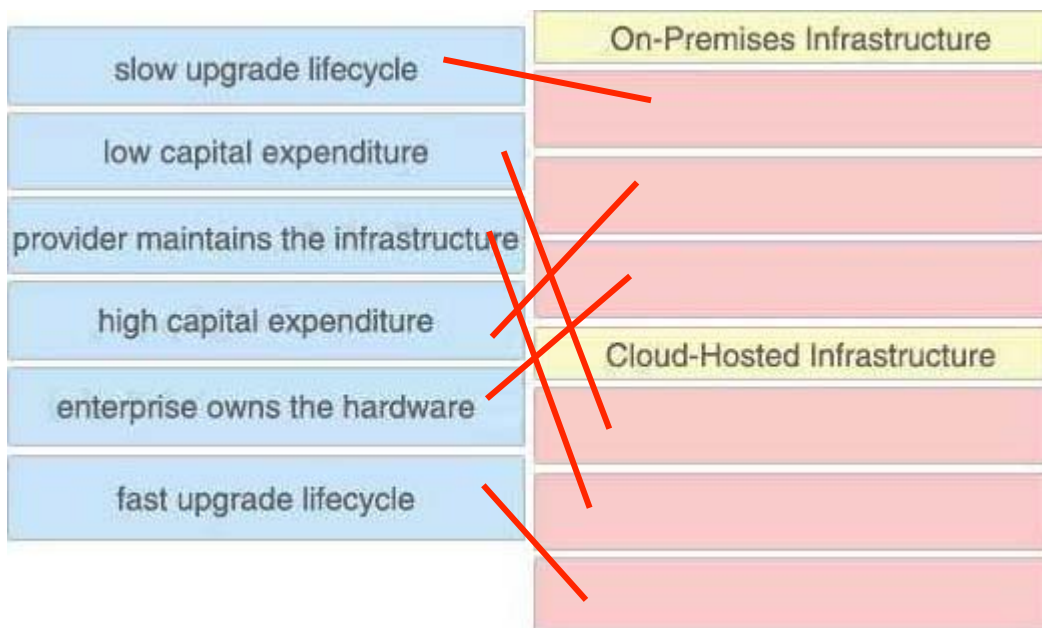 slow upgrade lifecycle
low capital expenditure
provider maintains the infrastructure
high capital expenditure
enterprise owns the hardware
fast upgrade lifecycle
On-Premises Infrastructure
Cloud-Hosted Infrastructure